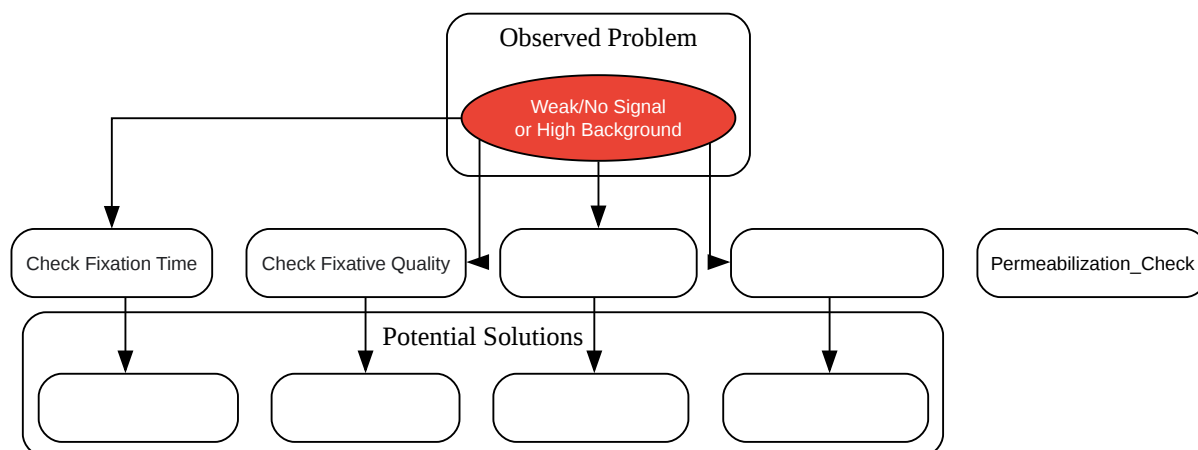 Observed Problem
Weak/No Signal
or High Background
Check Fixation Time
Check Fixative Quality
Permeabilization_Check
Potential Solutions